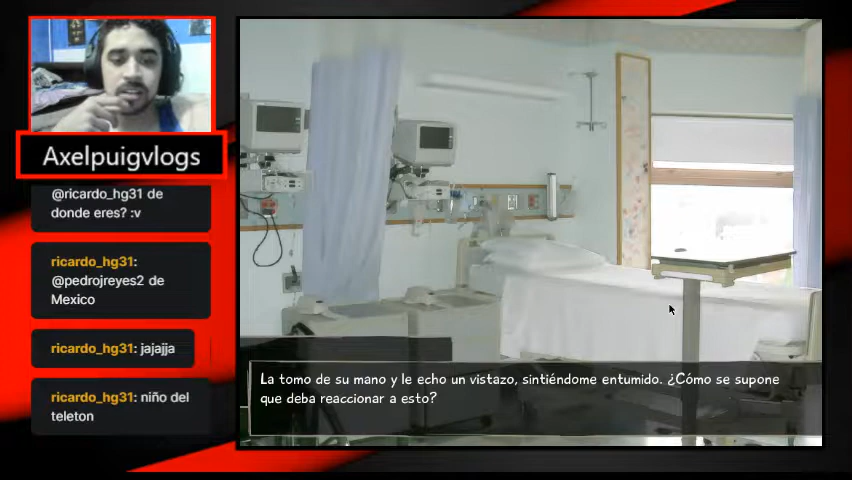 Axelpuigvlogs
@ricardo_hg31 de
donde eres? :v
ricardo_hg31:
@pedrojreyes2 de
Mexico
ricardo_hg31: jajajja
ricardo_hg31: niño del
teleton
La tomo de su mano y le echo un vistazo, sintiéndome entumido. ¿Cómo se supone
que deba reaccionar a esto?